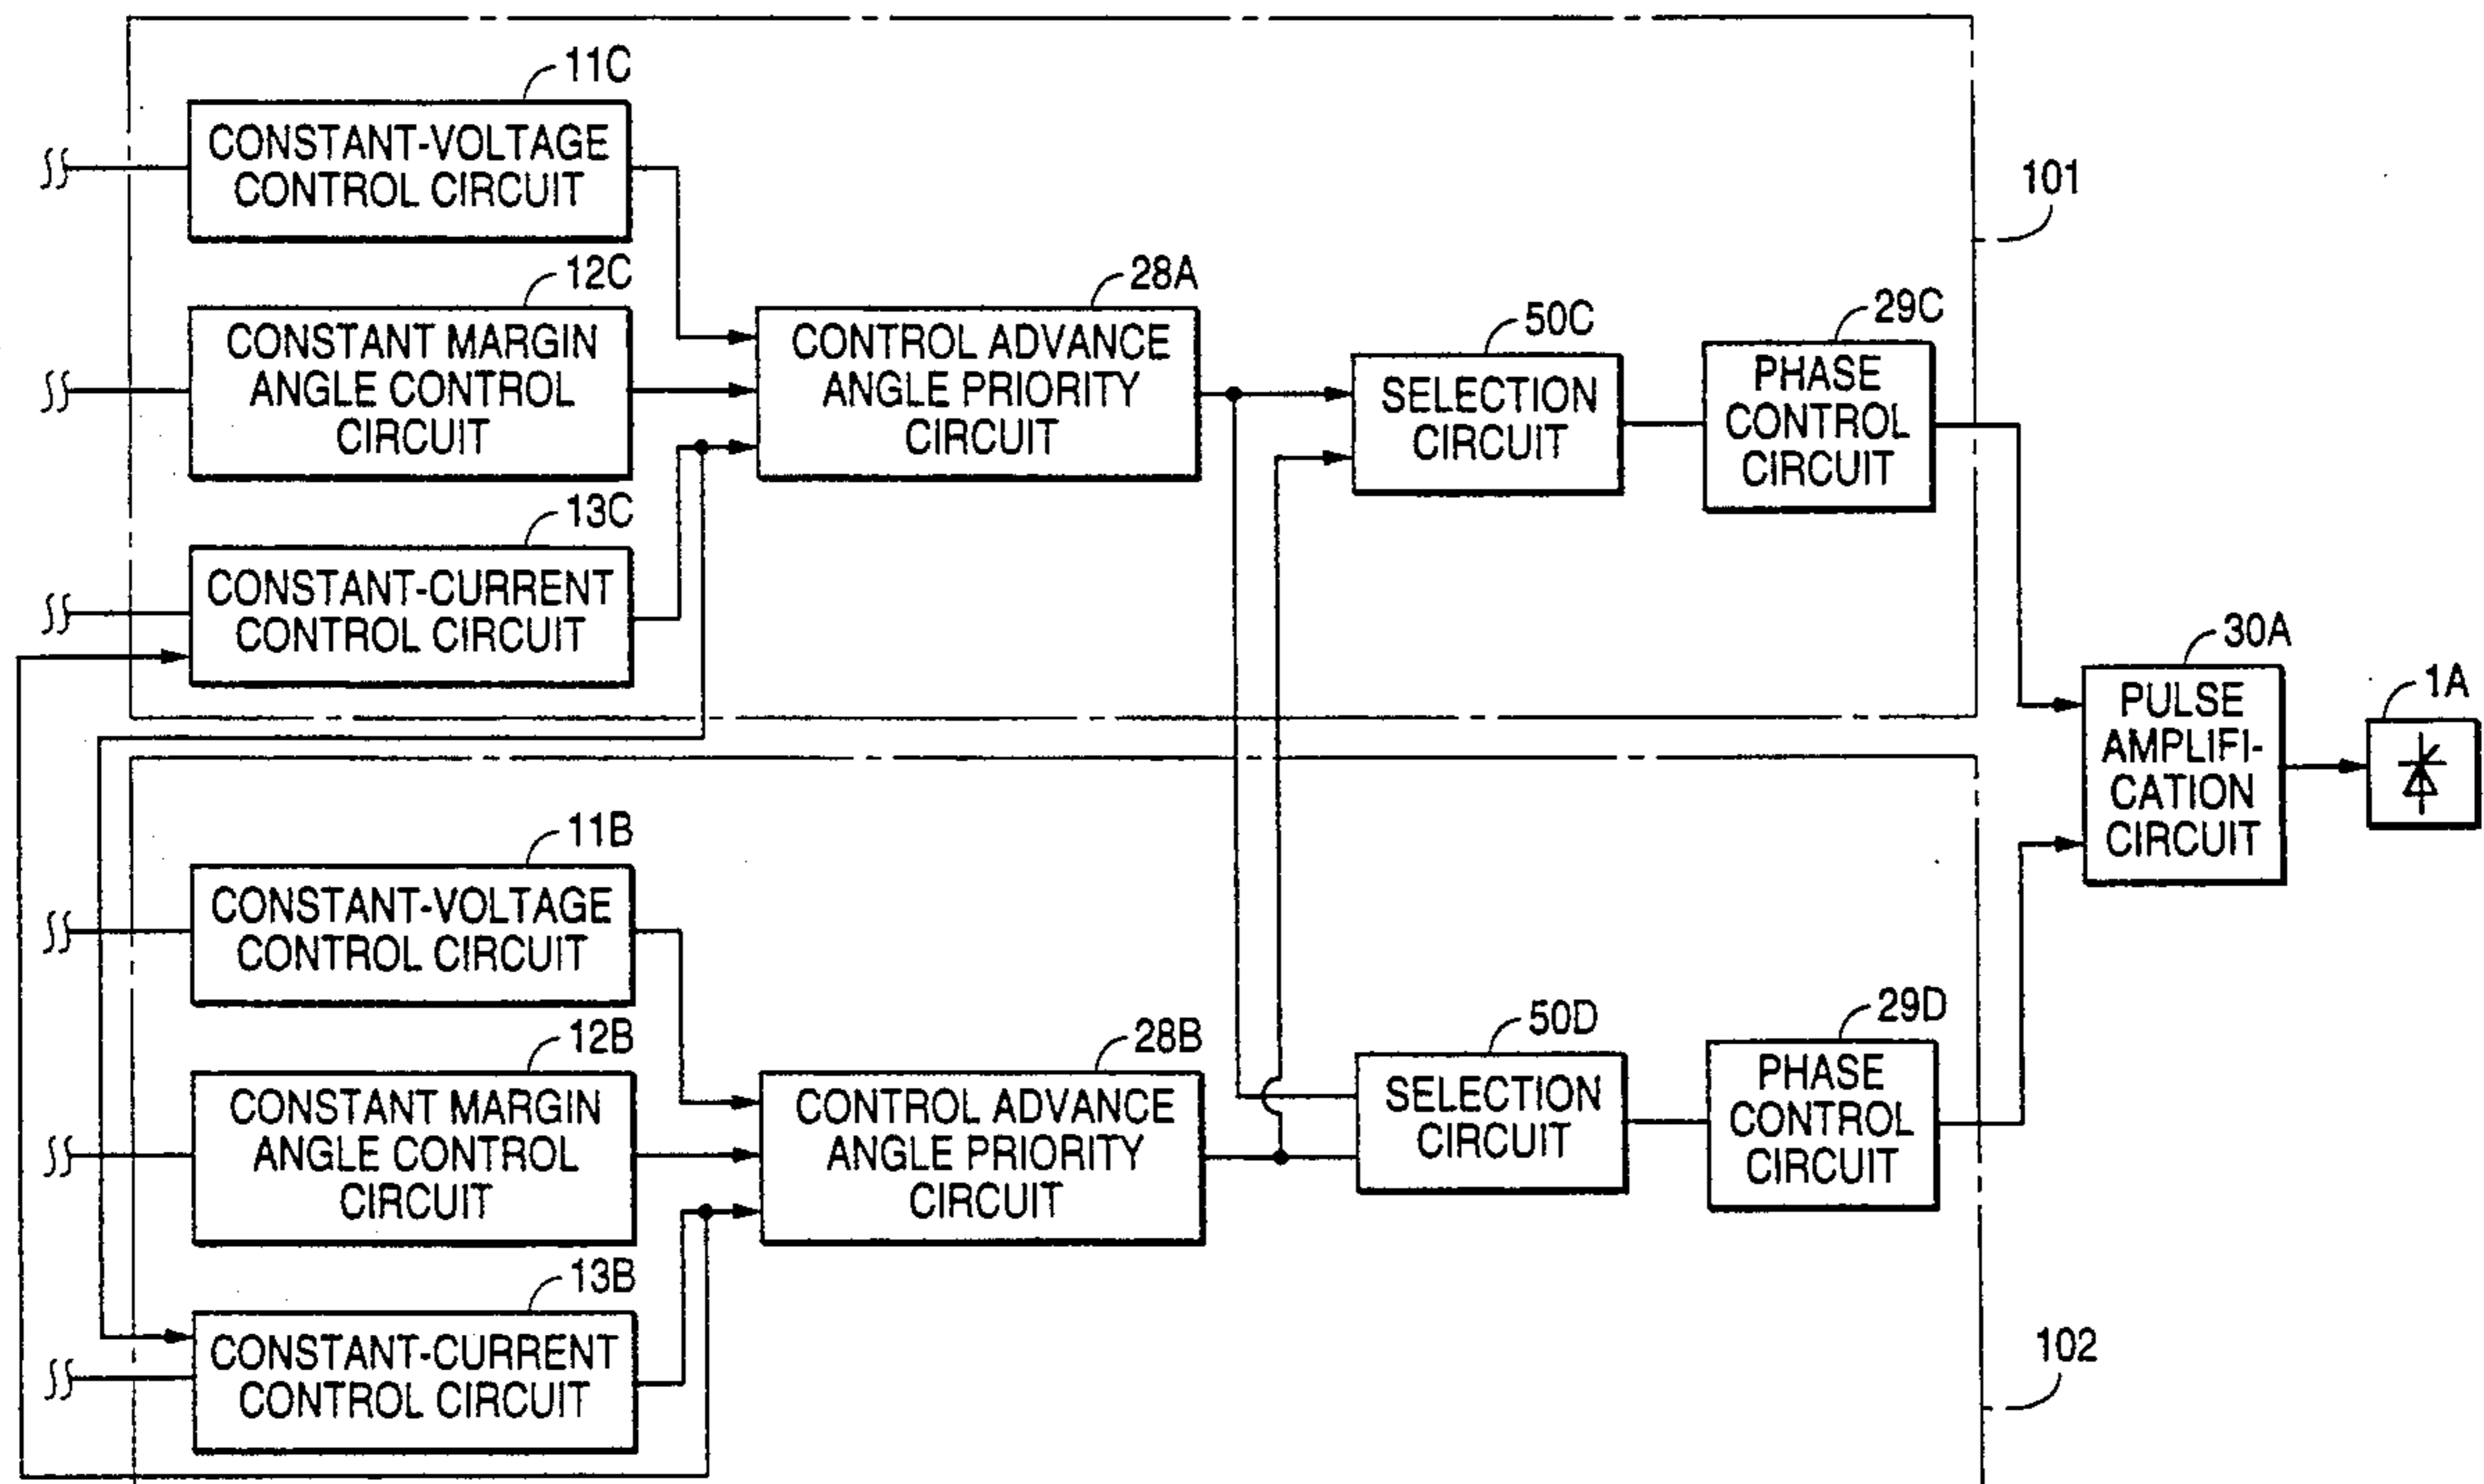 11C
CONSTANT-VOLTAGE
CONTROL CIRCUIT
101
12C
CONSTANT MARGIN
ANGLE CONTROL
CIRCUIT
28A
CONTROL ADVANCE
ANGLE PRIORITY
CIRCUIT
50C
SELECTION
CIRCUIT
29C
PHASE
CONTROL
CIRCUIT
13C
CONSTANT-CURRENT
CONTROL CIRCUIT
30A
PULSE
AMPLIFI-
CATION
CIRCUIT
1A
11B
CONSTANT-VOLTAGE
CONTROL CIRCUIT
12B
CONSTANT MARGIN
ANGLE CONTROL
CIRCUIT
28B
CONTROL ADVANCE
ANGLE PRIORITY
CIRCUIT
50D
SELECTION
CIRCUIT
29D
PHASE
CONTROL
CIRCUIT
13B
CONSTANT-CURRENT
CONTROL CIRCUIT
102